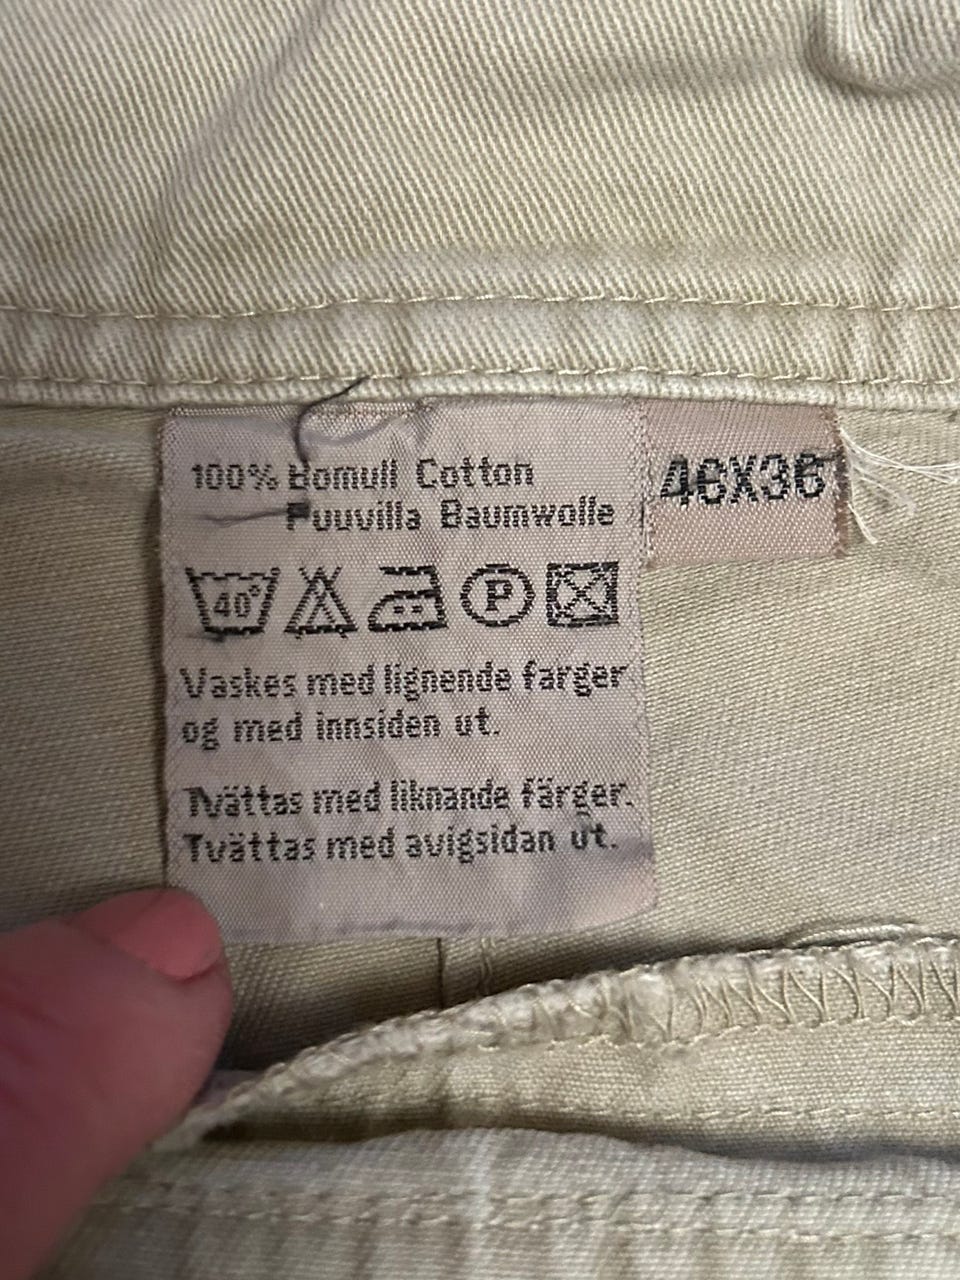 100% Bomull Cotton
Puuvilla Baumwolle
46X36
40°
P
Vaskes med lignende farger
og med innsiden ut.
Tvättas med liknande färger.
Tvättas med avigsidan ut.